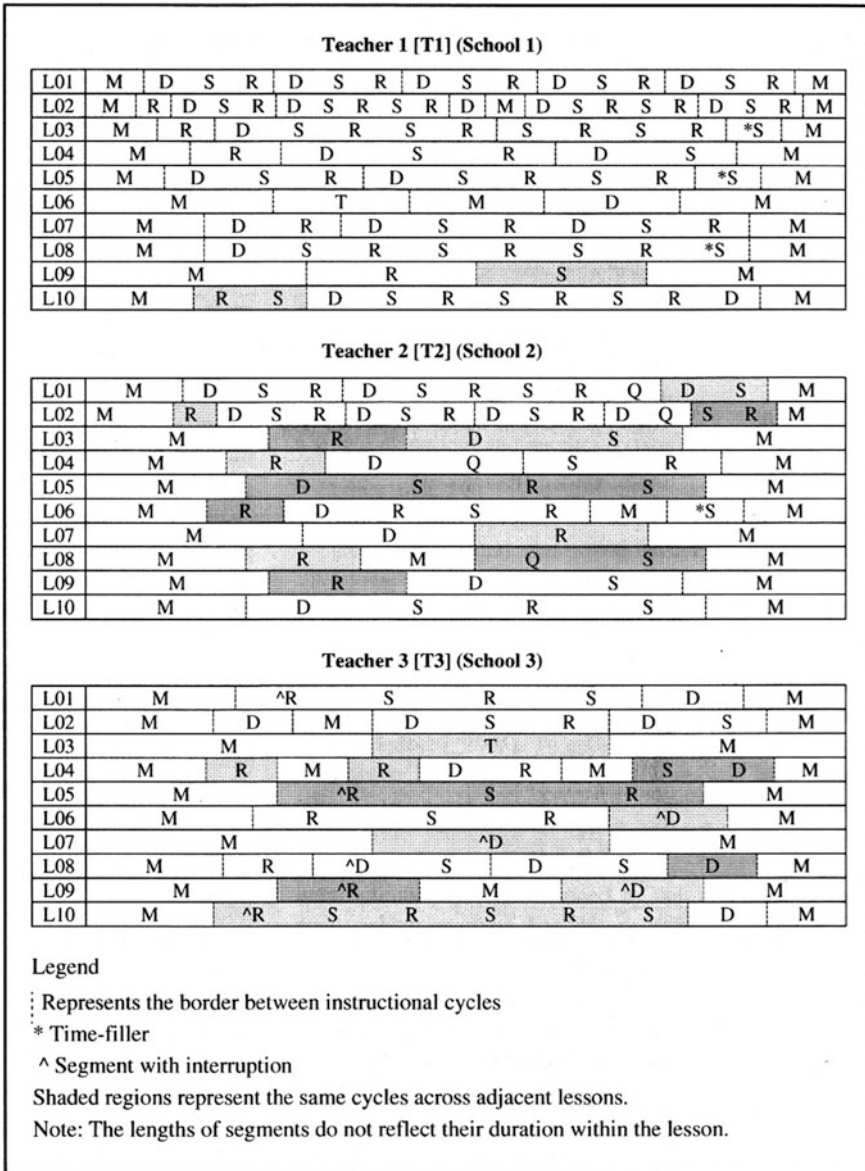 Teacher 1 [T1] (School 1)
L01 M D S R D S R D S R D S R D S R M
L02 M R D S R D S R S R D M D S R S R D S R M
L03 M R D S R S R S R S R *S M
L04 M R D S R D S M
L05 M D S R D S R S R *S M
L06 M T M D M
L07 M D R D S R D S R M
L08 M D S R S R S R *S M
L09 M R S M
L10 M R S D S R S R S R D M
Teacher 2 [T2] (School 2)
L01 M D S R D S R S R Q D S M
L02 M R D S R D S R D S R D Q S R M
L03 M R D S M
L04 M R D Q S R M
L05 M D S R S M
L06 M R D R S R M *S M
L07 M D R M
L08 M R M Q S M
L09 M R D S M
L10 M D S R S M
Teacher 3 [T3] (School 3)
L01 M ^R S R S D M
L02 M D M D S R D S M
L03 M T M
L04 M R M R D R M S D M
L05 M ^R S R M
L06 M R S R ^D M
L07 M ^D M
L08 M R ^D S D S D M
L09 M ^R M ^D M
L10 M ^R S R S R S D M
Legend
Represents the border between instructional cycles
* Time-filler
^ Segment with interruption
Shaded regions represent the same cycles across adjacent lessons.
Note: The lengths of segments do not reflect their duration within the lesson.